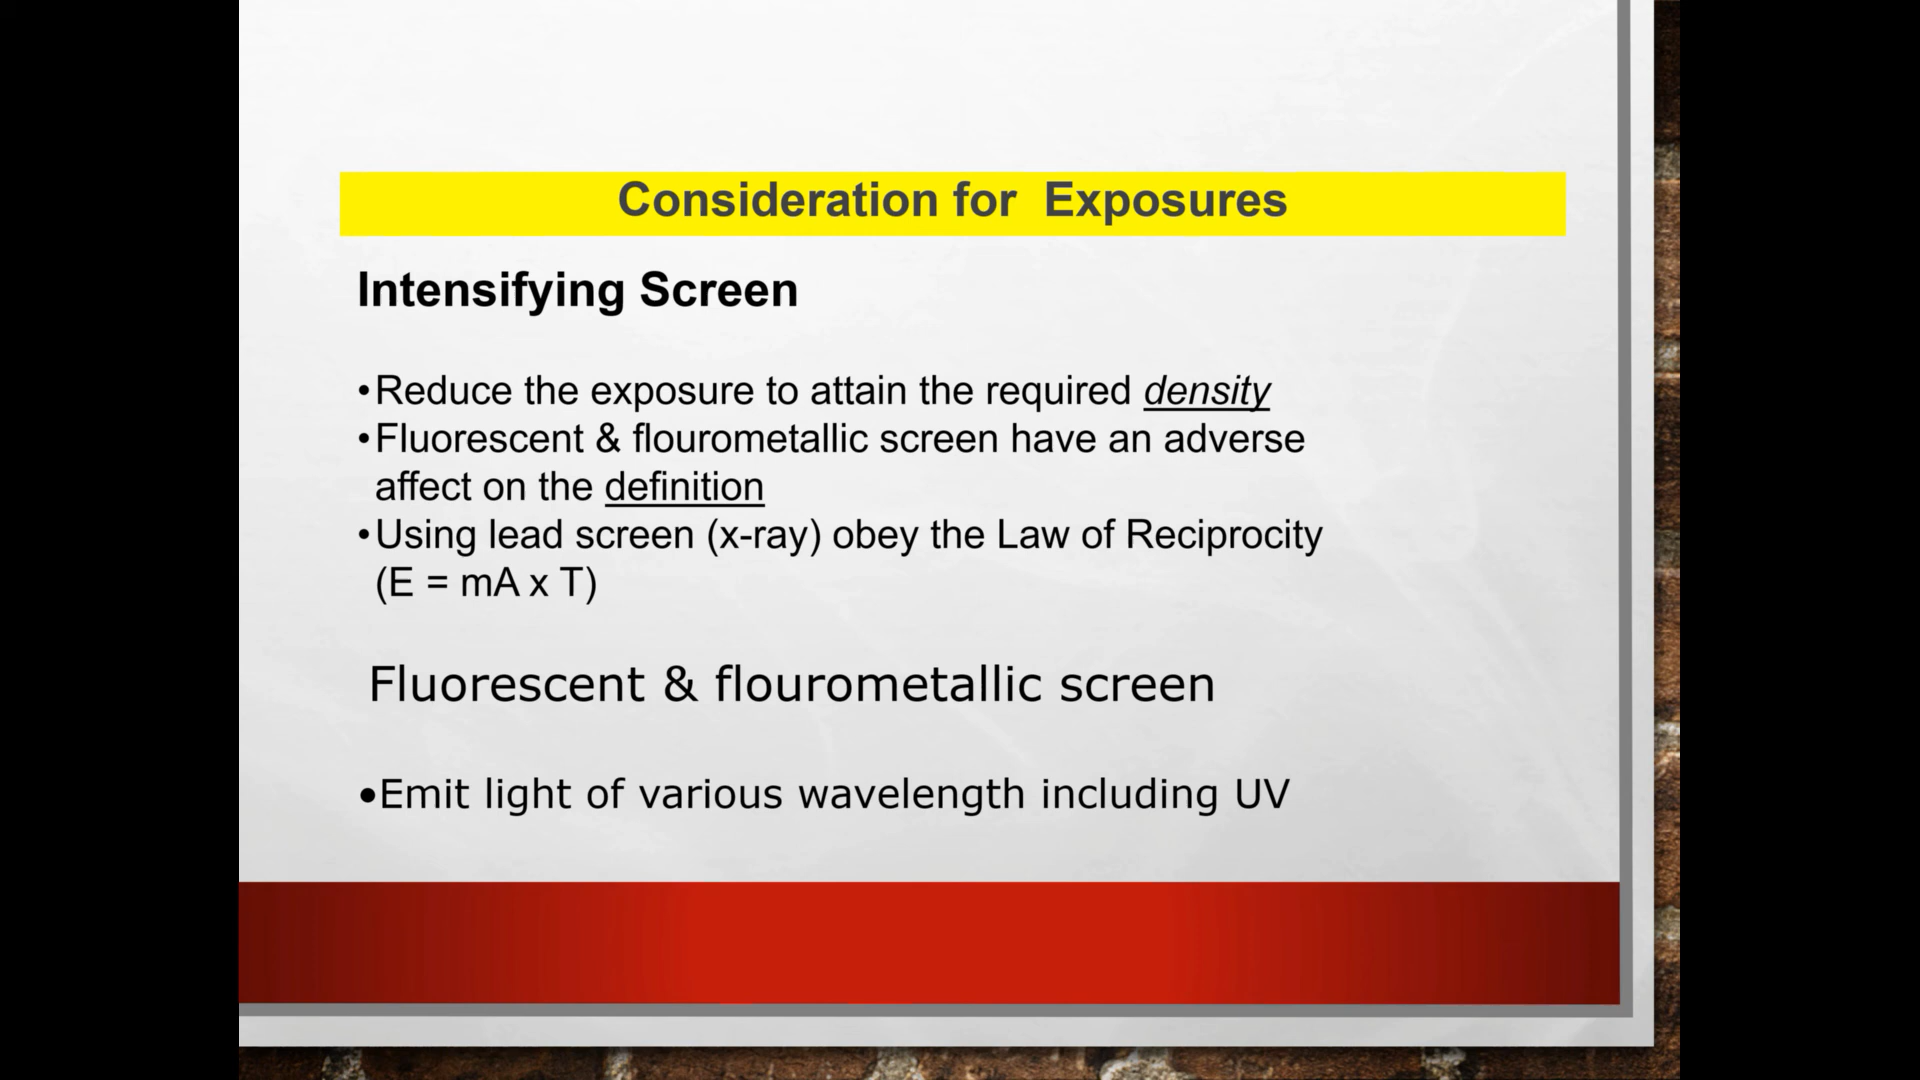 Consideration for Exposures
Intensifying Screen
•Reduce the exposure to attain the required density
•Fluorescent & flourometallic screen have an adverse
affect on the definition
•Using lead screen (x-ray) obey the Law of Reciprocity
(E = mA x T)
Fluorescent & flourometallic screen
•Emit light of various wavelength including UV